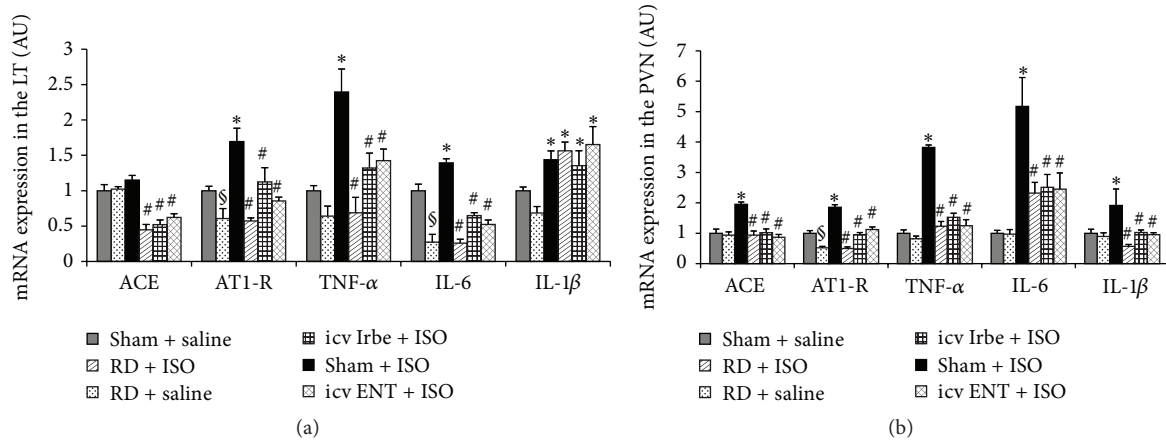 mRNA expression in the LT (AU)
3
2.5
2
1.5
1
0.5
0
* * * * * *
# # # § # # # # # # § # # #
ACE AT1-R TNF-α IL-6 IL-1β
Sham + saline
RD + ISO
RD + saline
icv Irbe + ISO
Sham + ISO
icv ENT + ISO
(a)
mRNA expression in the PVN (AU)
7
6
5
4
3
2
1
0
* # # # § * # # # * # # # * # # # * # # #
ACE AT1-R TNF-α IL-6 IL-1β
Sham + saline
RD + ISO
RD + saline
icv Irbe + ISO
Sham + ISO
icv ENT + ISO
(b)